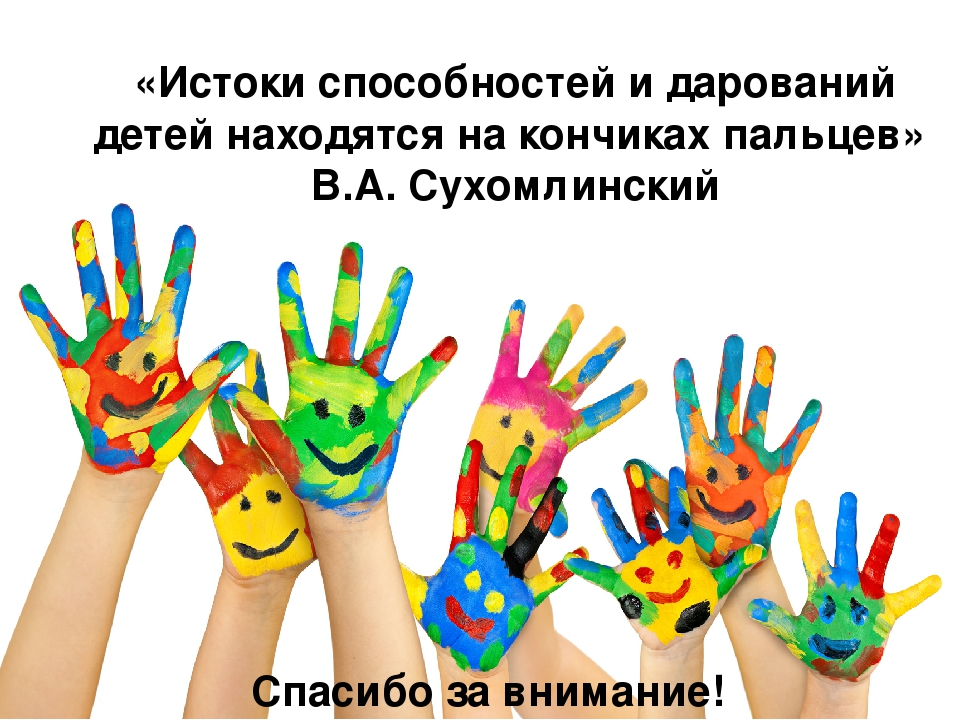 «Истоки способностей и дарований
детей находятся на кончиках пальцев»
В.А. Сухомлинский
Спасибо за внимание!